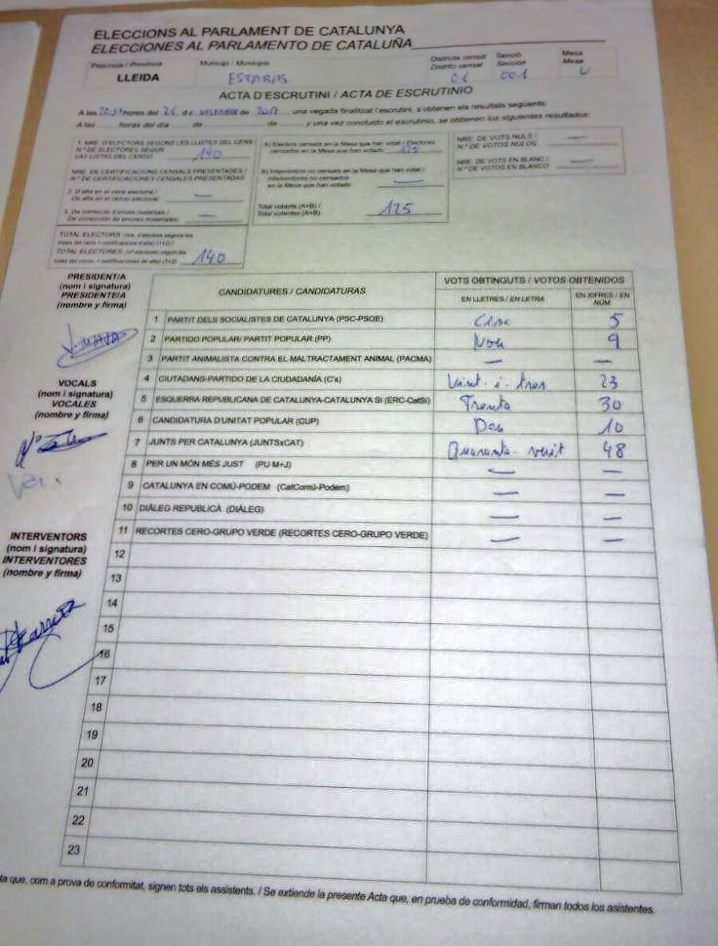 ELECCIONS AL PARLAMENT DE CATALUNYA
ELECCIONES AL PARLAMENTO DE CATALUÑA
Província / Provincia Municipi / Municipio Districte censal Secció Mesa
Distrito censal Sección Mesa
LLEIDA ESTARAS 01 001 U
ACTA D'ESCRUTINI / ACTA DE ESCRUTINIO
A les hores del de DESEMBRE de 2017, una vegada finalitzat l'escrutini, s'obtenen els resultats següents:
A las horas del día de de y una vez concluido el escrutinio, se obtienen los siguientes resultados:
1. NRE. D'ELECTORS SEGONS LES LLISTES DEL CENS
N.º DE ELECTORES SEGÚN
LAS LISTAS DEL CENSO 140
NRE. DE CERTIFICACIONS CENSALS PRESENTADES /
N.º DE CERTIFICACIONES CENSALES PRESENTADAS
2. D'alta en el cens electoral /
De alta en el censo electoral —
3. De correcció d'errors materials /
De corrección de errores materiales —
TOTAL ELECTORS
TOTAL ELECTORES 140
A) Electors censats en la Mesa que han votat / Electores
censados en la Mesa que han votado 125
B) Interventors no censats en la Mesa que han votat /
Interventores no censados
en la Mesa que han votado —
Total votants (A+B) /
Total votantes (A+B) 125
NRE. DE VOTS NULS /
N.º DE VOTOS NULOS —
NRE. DE VOTS EN BLANC /
N.º DE VOTOS EN BLANCO —
PRESIDENT/A
(nom i signatura)
PRESIDENTE/A
(nombre y firma)
VOCALS
(nom i signatura)
VOCALES
(nombre y firma)
INTERVENTORS
(nom i signatura)
INTERVENTORES
(nombre y firma)
CANDIDATURES / CANDIDATURAS VOTS OBTINGUTS / VOTOS OBTENIDOS
EN LLETRES / EN LETRA EN XIFRES / EN NÚM.
1 PARTIT DELS SOCIALISTES DE CATALUNYA (PSC-PSOE) Cinc 5
2 PARTIDO POPULAR/ PARTIT POPULAR (PP) Nou 9
3 PARTIT ANIMALISTA CONTRA EL MALTRACTAMENT ANIMAL (PACMA) — —
4 CIUTADANS-PARTIDO DE LA CIUDADANÍA (C's) Vint-i-tres 23
5 ESQUERRA REPUBLICANA DE CATALUNYA-CATALUNYA SÍ (ERC-CatSí) Trenta 30
6 CANDIDATURA D'UNITAT POPULAR (CUP) Deu 10
7 JUNTS PER CATALUNYA (JUNTSxCAT) Quaranta-vuit 48
8 PER UN MÓN MÉS JUST (PU M+J) — —
9 CATALUNYA EN COMÚ-PODEM (CatComú-Podem) — —
10 DIÀLEG REPUBLICÀ (DIÀLEG) — —
11 RECORTES CERO-GRUPO VERDE (RECORTES CERO-GRUPO VERDE) — —
12
13
14
15
16
17
18
19
20
21
22
23
ta que, com a prova de conformitat, signen tots els assistents. / Se extiende la presente Acta que, en prueba de conformidad, firman todos los asistentes.